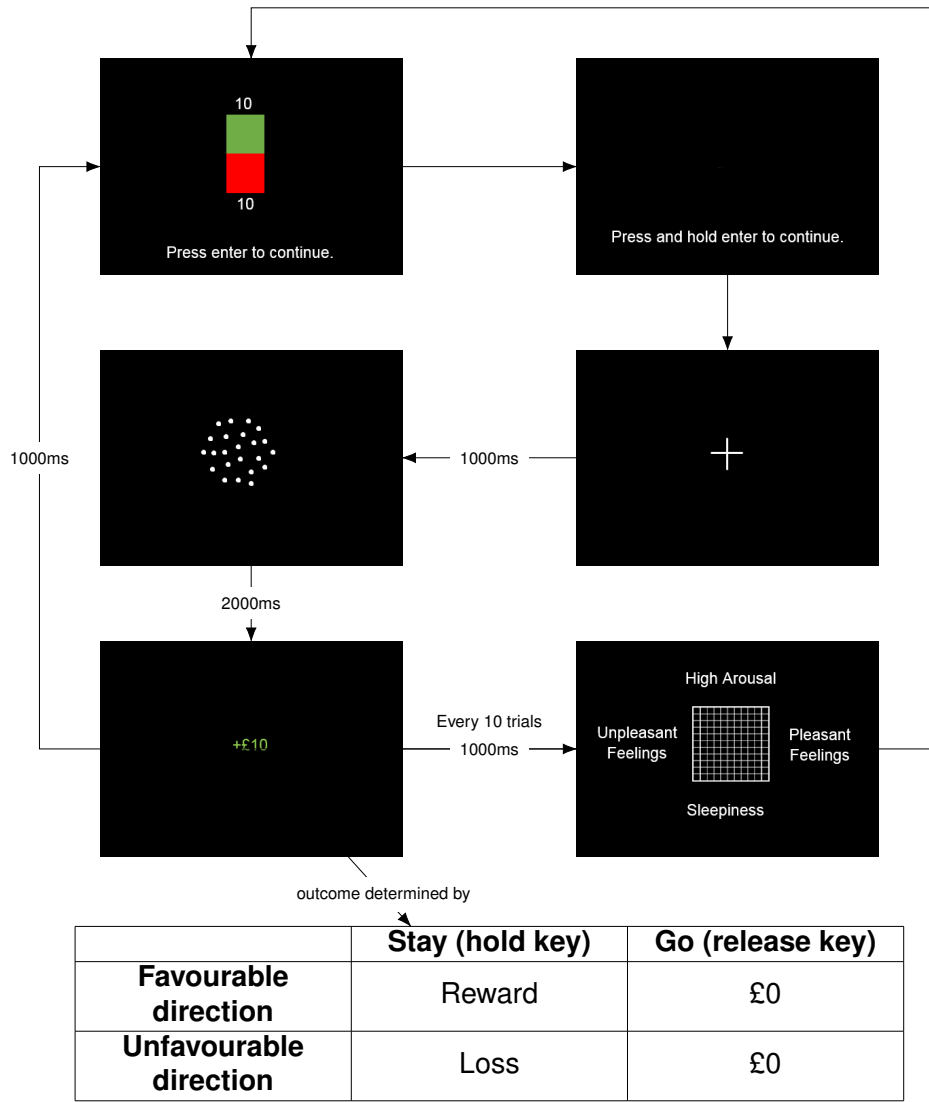 10
10
Press enter to continue.
Press and hold enter to continue.
1000ms
1000ms
2000ms
+£10
Every 10 trials
1000ms
High Arousal
Unpleasant
Feelings
Pleasant
Feelings
Sleepiness
outcome determined by
Stay (hold key) Go (release key)
Favourable
direction
Reward £0
Unfavourable
direction
Loss £0